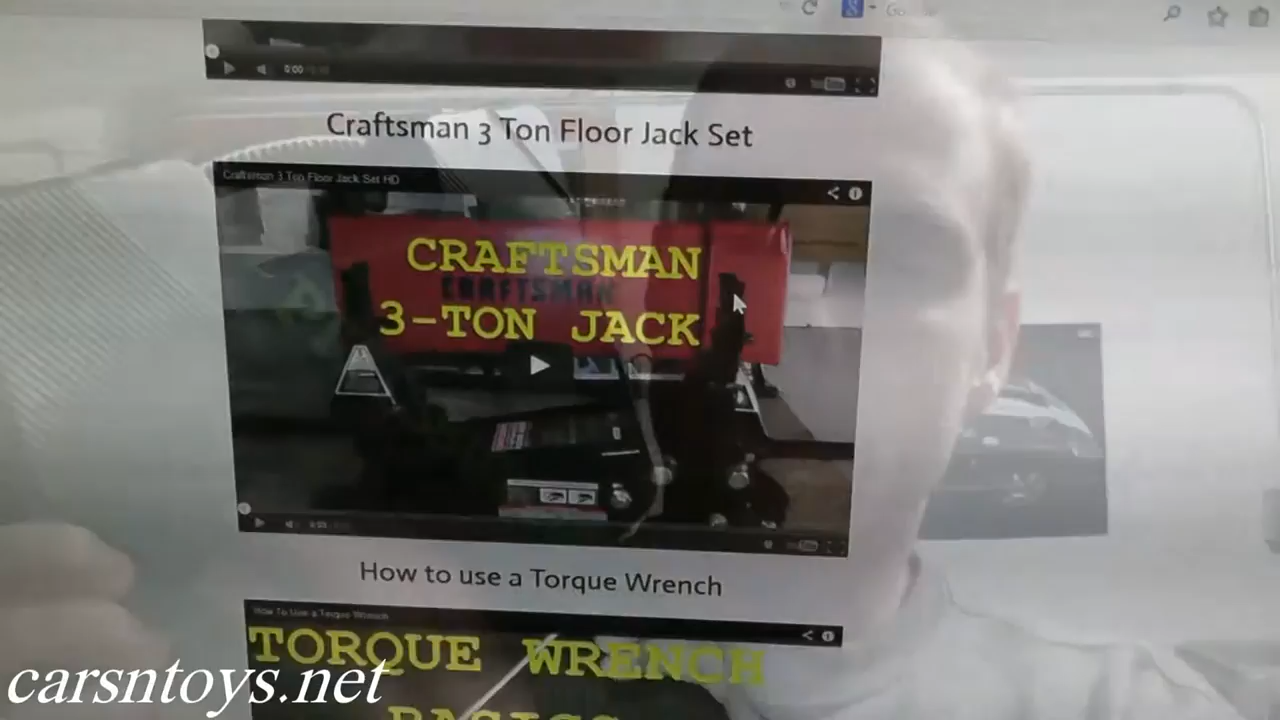 0:00
Craftsman 3 Ton Floor Jack Set
Craftsman 3 Ton Floor Jack Set HD
CRAFTSMAN
CRAFTSMAN
3-TON JACK
How to use a Torque Wrench
How To Use a Torque Wrench
TORQUE WRENCH
BASICS
carsntoys.net